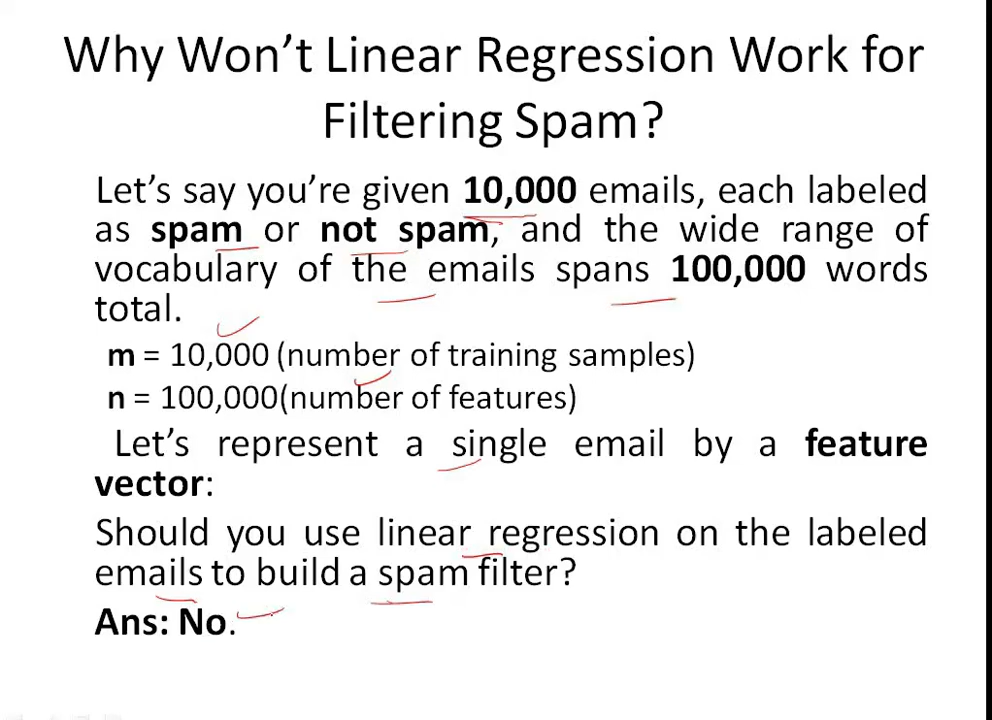 Why Won't Linear Regression Work for
Filtering Spam?
Let's say you're given 10,000 emails, each labeled
as spam or not spam, and the wide range of
vocabulary of the emails spans 100,000 words
total.
m = 10,000 (number of training samples)
n = 100,000(number of features)
Let's represent a single email by a feature
vector:
Should you use linear regression on the labeled
emails to build a spam filter?
Ans: No.